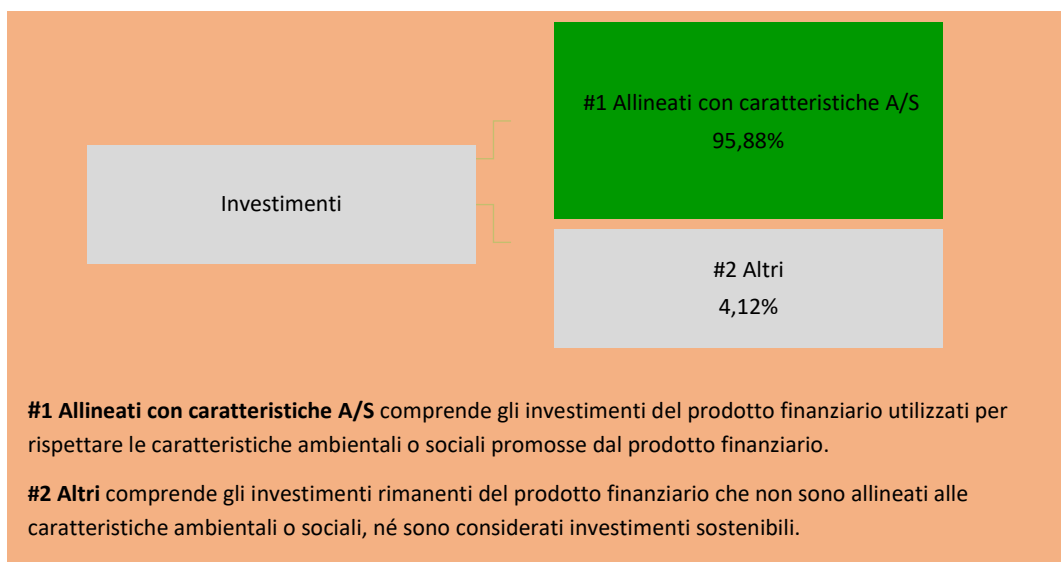 #1 Allineati con caratteristiche A/S
95,88%
Investimenti
#2 Altri
4,12%
#1 Allineati con caratteristiche A/S comprende gli investimenti del prodotto finanziario utilizzati per
rispettare le caratteristiche ambientali o sociali promosse dal prodotto finanziario.
#2 Altri comprende gli investimenti rimanenti del prodotto finanziario che non sono allineati alle
caratteristiche ambientali o sociali, né sono considerati investimenti sostenibili.